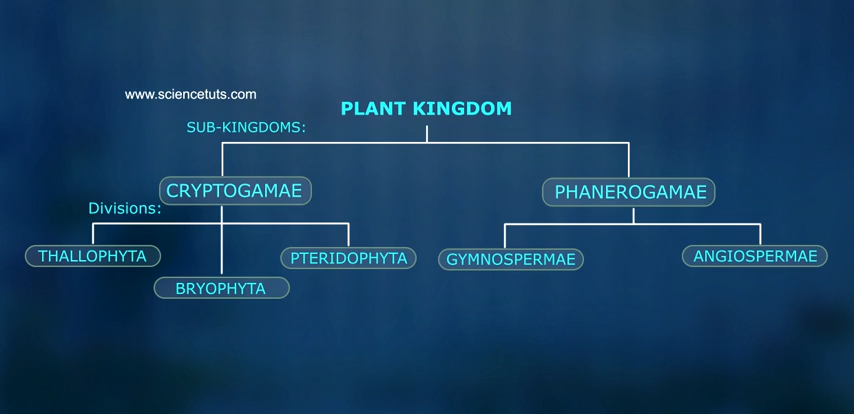 www.sciencetuts.com
PLANT KINGDOM
SUB-KINGDOMS:
CRYPTOGAMAE
PHANEROGAMAE
Divisions:
THALLOPHYTA
BRYOPHYTA
PTERIDOPHYTA
GYMNOSPERMAE
ANGIOSPERMAE